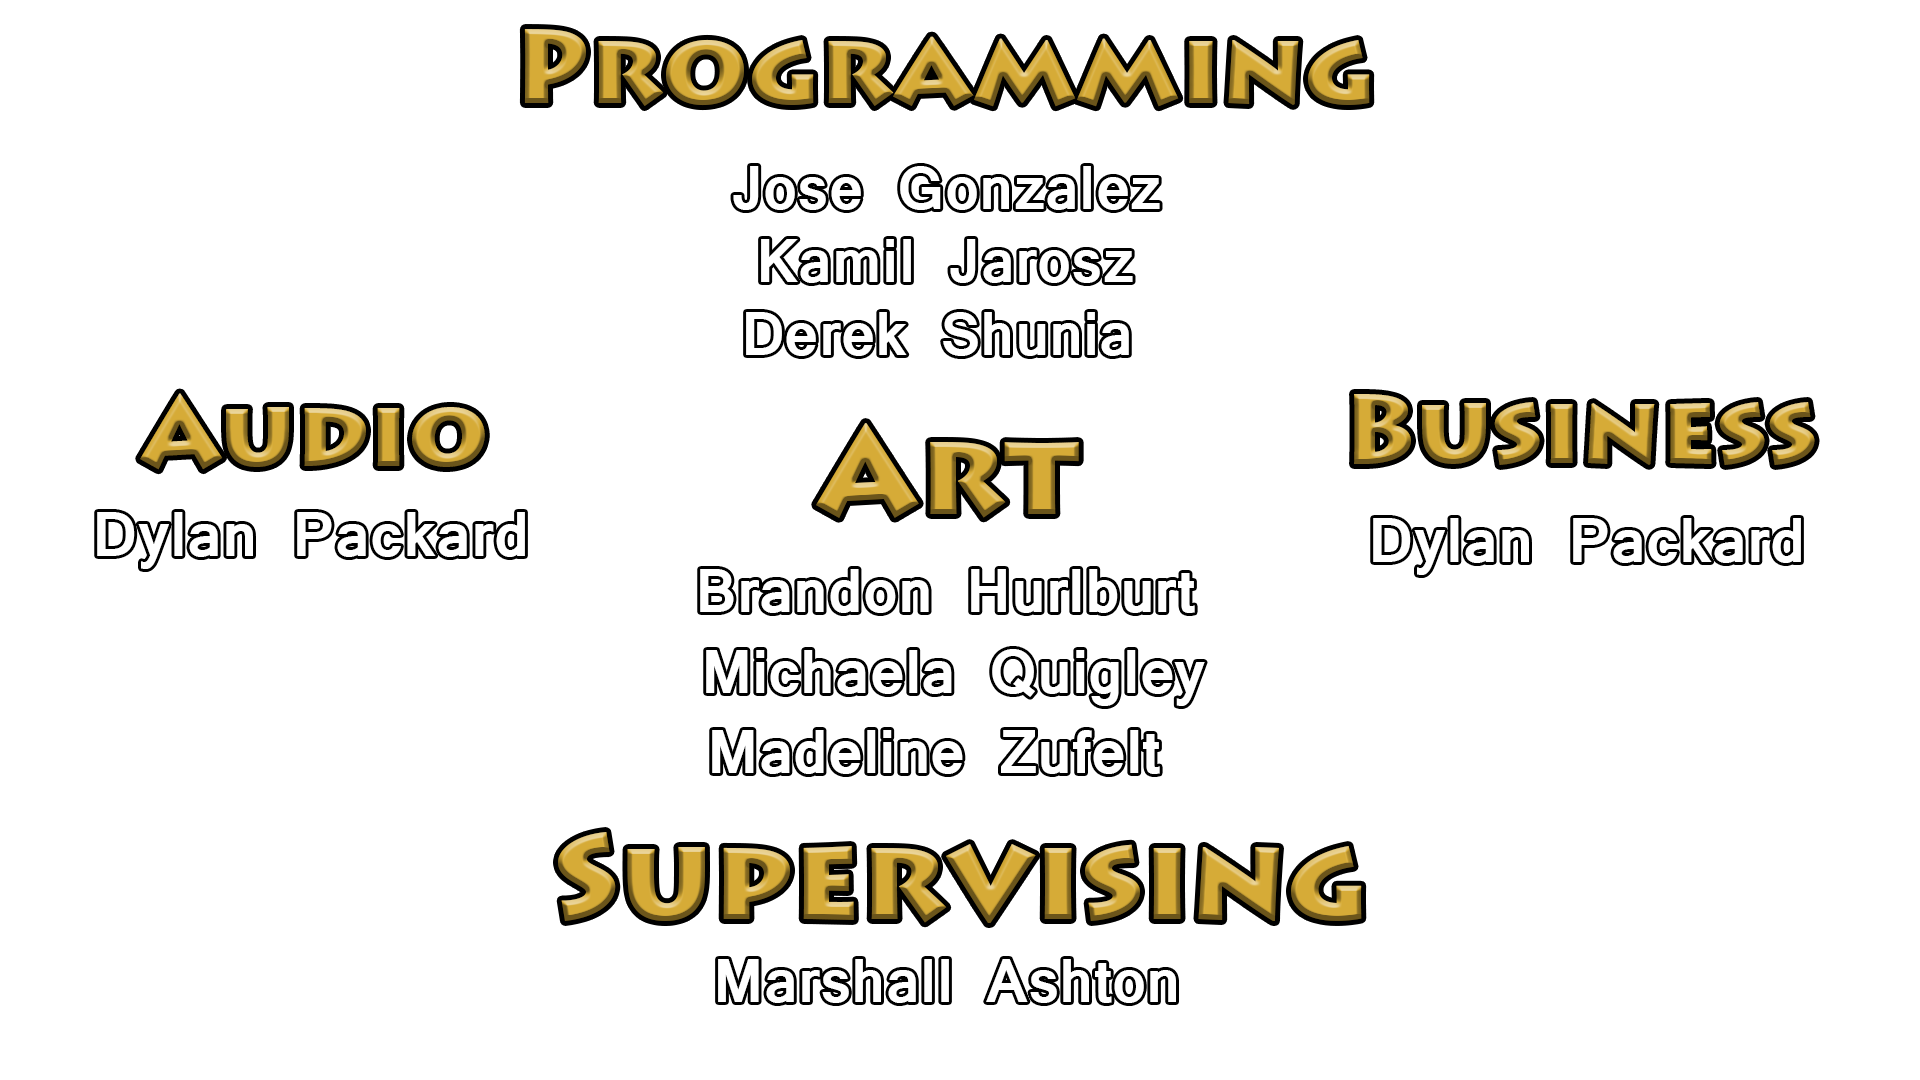 Programming
Jose Gonzalez
Kamil Jarosz
Derek Shunia
Audio
Dylan Packard
Art
Brandon Hurlburt
Michaela Quigley
Madeline Zufelt
Business
Dylan Packard
Supervising
Marshall Ashton